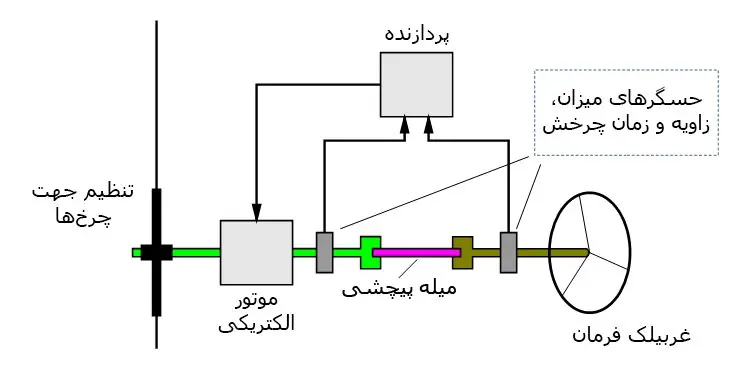 پردازنده
حسگرهای میزان،
زاویه و زمان چرخش
تنظیم جهت
چرخ‌ها
میله پیچشی
موتور
الکتریکی
غربیلک فرمان